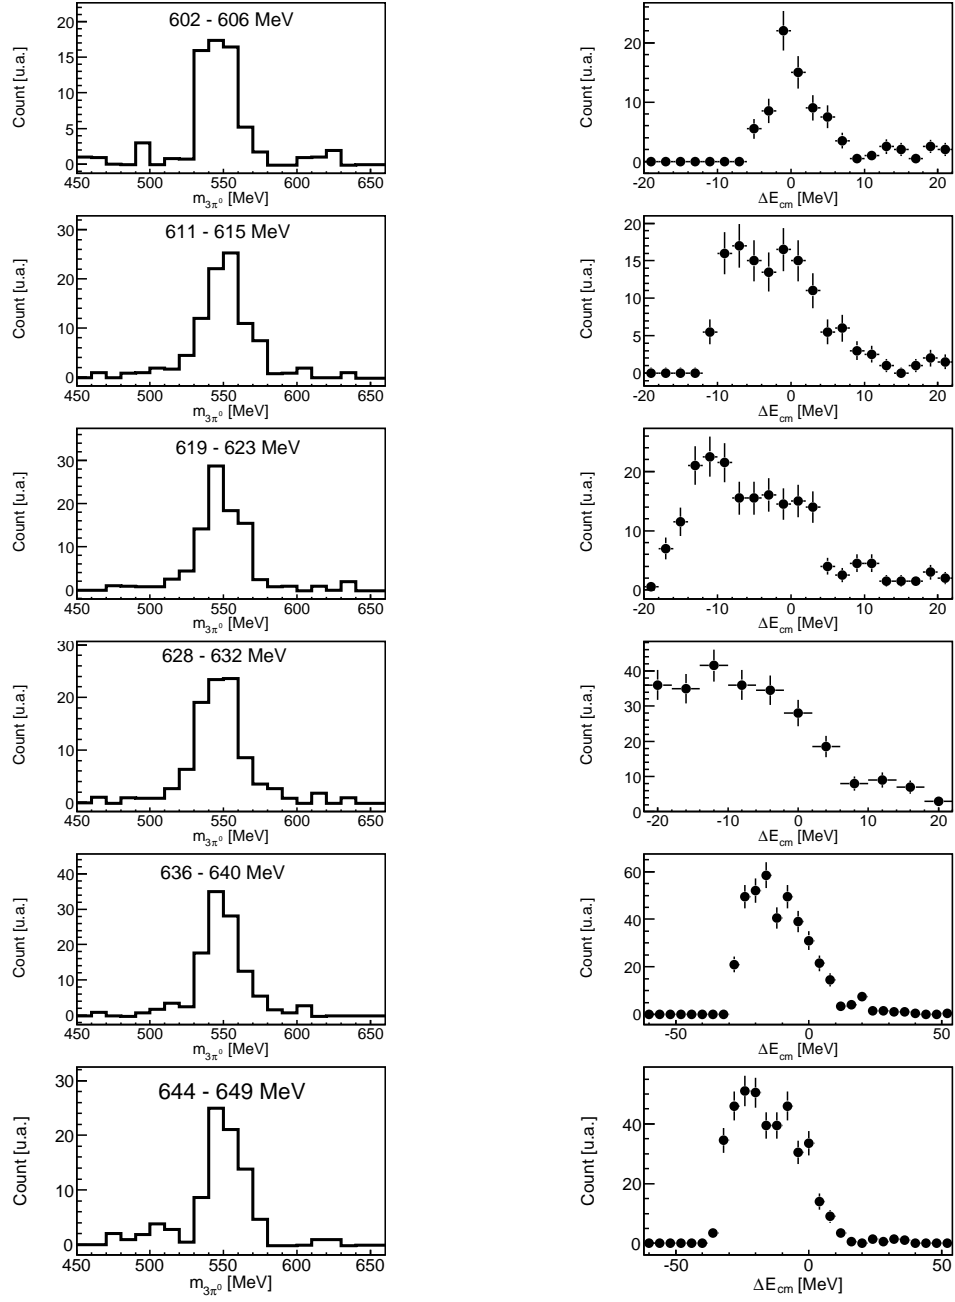 602 - 606 MeV
Count [u.a.]
20
15
10
5
0
450 500 550 600 650
m3π⁰ [MeV]
Count [u.a.]
20
10
0
-20 -10 0 10 20
ΔEcm [MeV]
611 - 615 MeV
Count [u.a.]
30
20
10
0
450 500 550 600 650
m3π⁰ [MeV]
Count [u.a.]
20
15
10
5
0
-20 -10 0 10 20
ΔEcm [MeV]
619 - 623 MeV
Count [u.a.]
30
20
10
0
450 500 550 600 650
m3π⁰ [MeV]
Count [u.a.]
20
10
0
-20 -10 0 10 20
ΔEcm [MeV]
628 - 632 MeV
Count [u.a.]
30
20
10
0
450 500 550 600 650
m3π⁰ [MeV]
Count [u.a.]
40
30
20
10
0
-20 -10 0 10 20
ΔEcm [MeV]
636 - 640 MeV
Count [u.a.]
40
30
20
10
0
450 500 550 600 650
m3π⁰ [MeV]
Count [u.a.]
60
40
20
0
-50 0 50
ΔEcm [MeV]
644 - 649 MeV
Count [u.a.]
30
20
10
0
450 500 550 600 650
m3π⁰ [MeV]
Count [u.a.]
40
20
0
-50 0 50
ΔEcm [MeV]